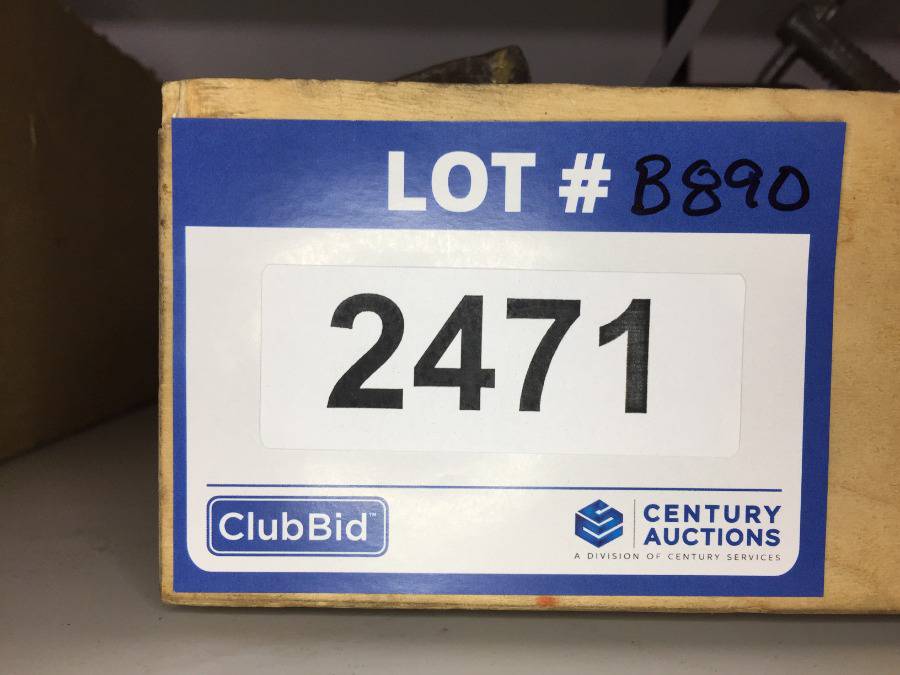 LOT # B890
2471
ClubBid™
CENTURY
AUCTIONS
A DIVISION OF CENTURY SERVICES